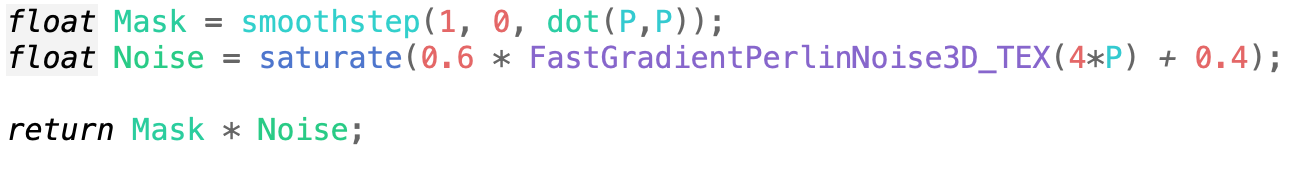 float Mask = smoothstep(1, 0, dot(P,P));
float Noise = saturate(0.6 * FastGradientPerlinNoise3D_TEX(4*P) + 0.4);
return Mask * Noise;